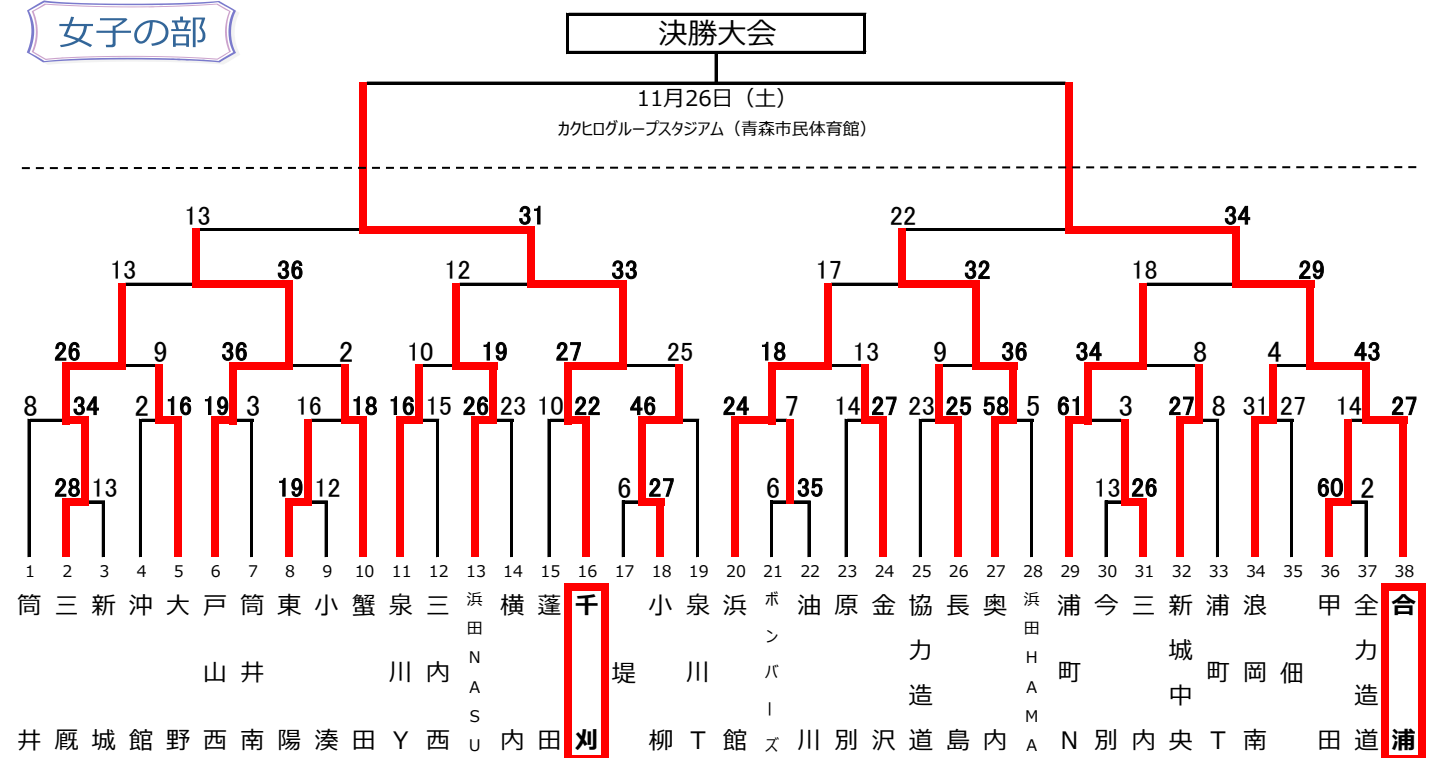 女子の部
決勝大会
11月26日（土）
カクヒログループスタジアム（青森市民体育館）
13 31 22 34
13 36 12 33 17 32 18 29
26 9 36 2 10 19 27 25 18 13 9 36 34 8 4 43
8 34 2 16 19 3 16 18 16 15 26 23 10 22 46 24 7 14 27 23 25 58 5 61 3 27 8 31 27 14 27
28 13 19 12 6 27 6 35 13 26 60 2
1 2 3 4 5 6 7 8 9 10 11 12 13 14 15 16 17 18 19 20 21 22 23 24 25 26 27 28 29 30 31 32 33 34 35 36 37 38
筒井
三厩
新城
沖館
大野
戸山西
筒井南
東陽
小湊
蟹田
泉川Y
三内西
浜田NASU
横内
蓬田
千刈
堤
小柳
泉川T
浜館
ボンバーズ
油川
原別
金沢
協力造道
長島
奥内
浜田HAMA
浦町N
今別
三内
新城中央
浦町T
浪岡南
佃
甲田
全力造道
合浦